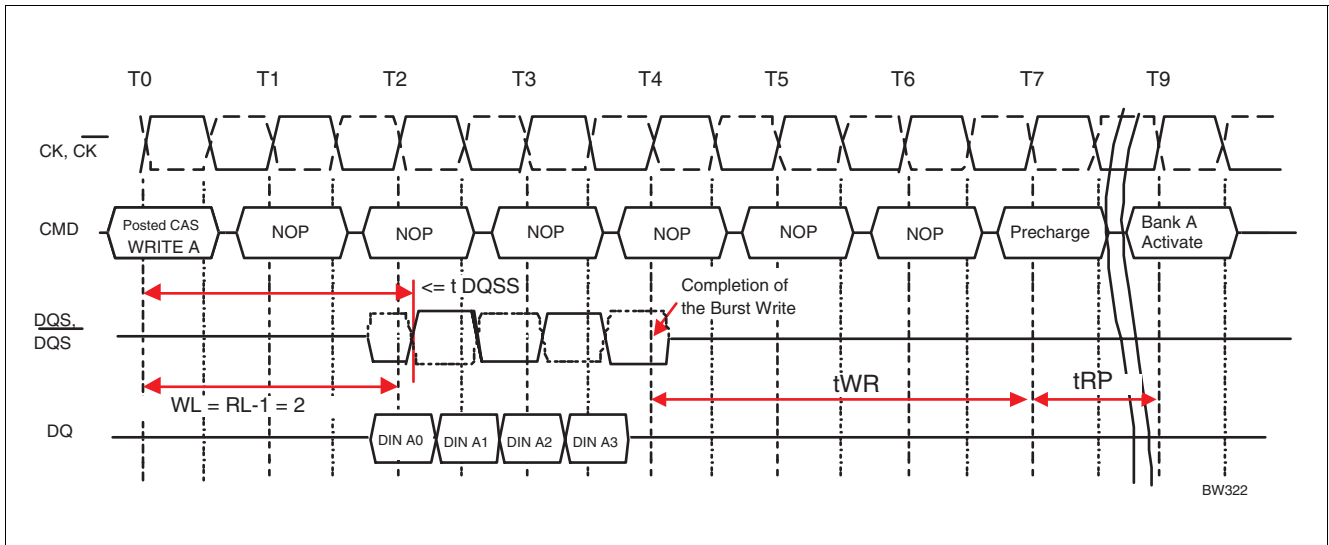 T0 T1 T2 T3 T4 T5 T6 T7 T9
CK, CK
CMD
Posted CAS
WRITE A
NOP
NOP
NOP
NOP
NOP
NOP
Precharge
Bank A
Activate
<= t DQSS
Completion of
the Burst Write
DQS,
DQS
WL = RL-1 = 2
tWR
tRP
DQ
DIN A0
DIN A1
DIN A2
DIN A3
BW322